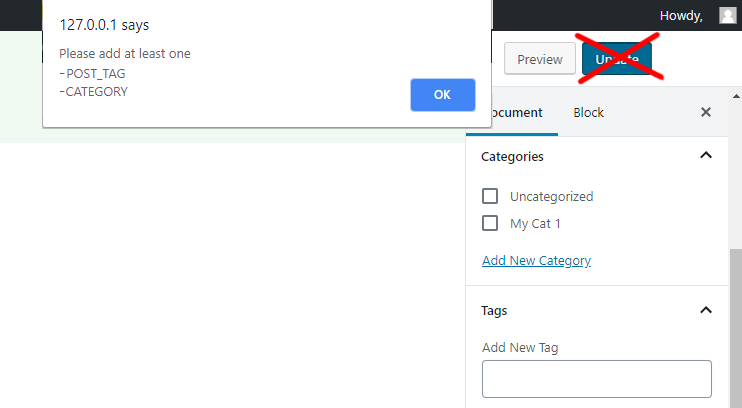 Howdy,
127.0.0.1 says
Please add at least one
-POST_TAG
-CATEGORY
OK
Preview
Update
Document
Block
Categories
Uncategorized
My Cat 1
Add New Category
Tags
Add New Tag